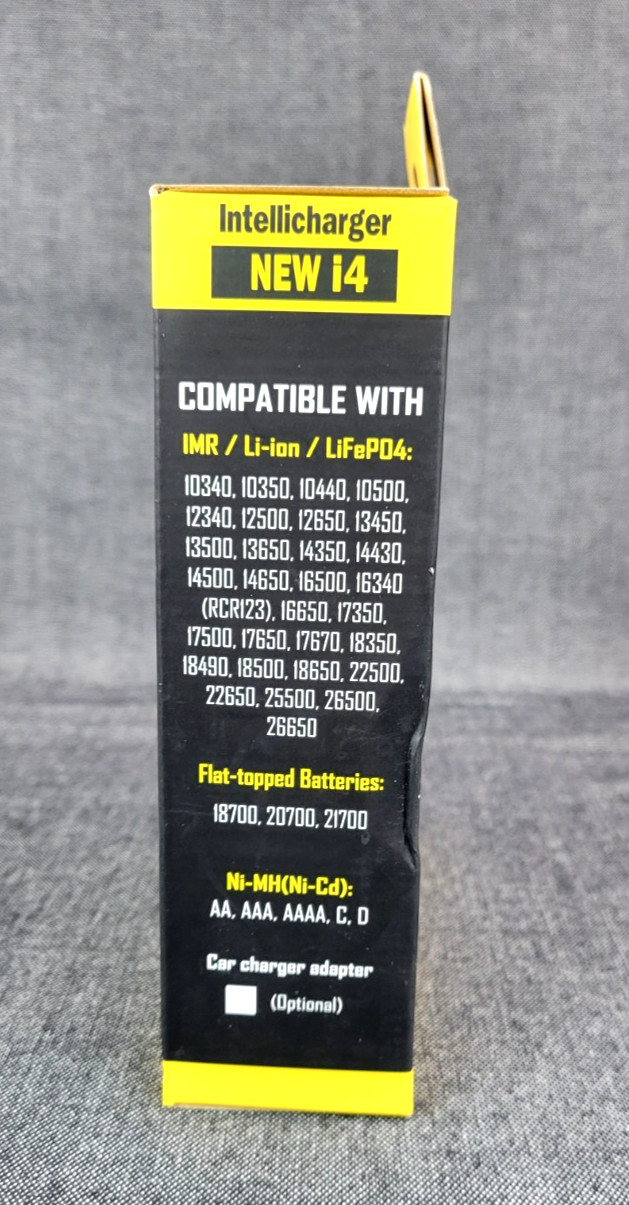 Intellicharger
NEW i4
COMPATIBLE WITH
IMR / Li-ion / LiFePO4:
10340, 10350, 10440, 10500,
12340, 12500, 12650, 13450,
13500, 13650, 14350, 14430,
14500, 14650, 16500, 16340
(RCR123), 16650, 17350,
17500, 17650, 17670, 18350,
18490, 18500, 18650, 22500,
22650, 25500, 26500,
26650
Flat-topped Batteries:
18700, 20700, 21700
Ni-MH(Ni-Cd):
AA, AAA, AAAA, C, D
Car charger adapter
(Optional)